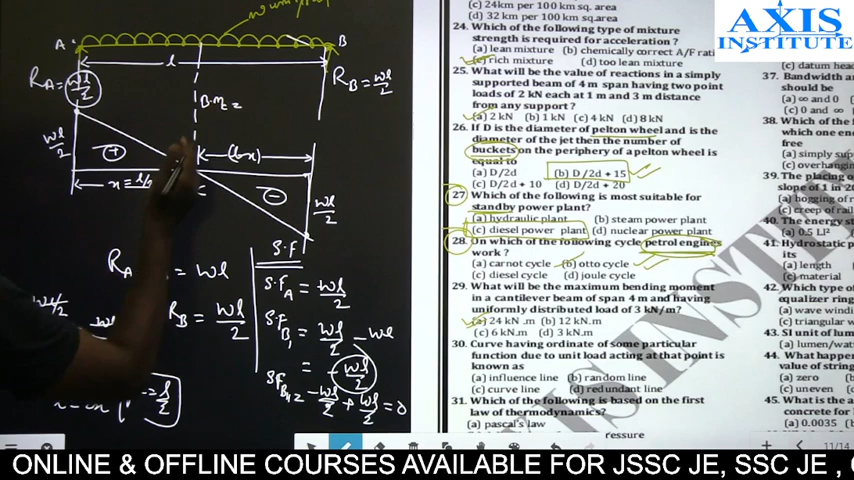 A
B
l
R_A = wl/2
R_B = wl/2
B.M_C =
wl/2
+
(l-x)
x = l/2
-
wl/2
C
R_A
= wl
R_B = wl/2
S.F
S.F_A = wl/2
S.F_B1 = wl/2 - wl
= -wl/2
S.F_B2 = -wl/2 + wl/2 = 0
l/2
(c) 24km per 100 km sq. area
(d) 32 km per 100 km sq.area
24. Which of the following type of mixture
strength is required for acceleration?
(a) lean mixture (b) chemically correct A/F rati
(c) rich mixture (d) too lean mixture
25. What will be the value of reactions in a simply
supported beam of 4 m span having two point
loads of 2 kN each at 1 m and 3 m distance
from any support?
(a) 2 kN (b) 1 kN (c) 4 kN (d) 8 kN
26. If D is the diameter of pelton wheel and is the
diameter of the jet then the number of
buckets on the periphery of a pelton wheel is
equal to
(a) D/2d (b) D/2d + 15
(c) D/2d + 10 (d) D/2d + 20
27 Which of the following is most suitable for
standby power plant?
(a) hydraulic plant (b) steam power plant
(c) diesel power plant (d) nuclear power plant
28. On which of the following cycle petrol engines
work ?
(a) carnot cycle (b) otto cycle
(c) diesel cycle (d) joule cycle
29. What will be the maximum bending moment
in a cantilever beam of span 4 m and having
uniformly distributed load of 3 kN/m?
(a) 24 kN .m (b) 12 kN.m
(c) 6 kN.m (d) 3 kN.m
30. Curve having ordinate of some particular
function due to unit load acting at that point is
known as
(a) influence line (b) random line
(c) curve line (d) redundant line
31. Which of the following is based on the first
law of thermodynamics?
(a) pascal's law
ressure
AXIS
INSTITUTE
(c) datum hea
37. Bandwidth a
should be
(a) ∞ and 0
38. Which of the
which one en
free
(a) simply sup
39. The placing o
slope of 1 in 20
(a) hogging of r
(c) creep of rail
40. The energy st
(a) 0.5 LI²
41. Hydrostatic p
its
(a) length
(c) material
42. Which type o
equalizer ring
(a) wave windi
(c) triangular w
43. SI unit of lumi
(a) lumen/wat
44. What happen
value of string
(a) zero
(c) uneven
45. What is the a
concrete for
(a) 0.0035
11/14
ONLINE & OFFLINE COURSES AVAILABLE FOR JSSC JE, SSC JE ,